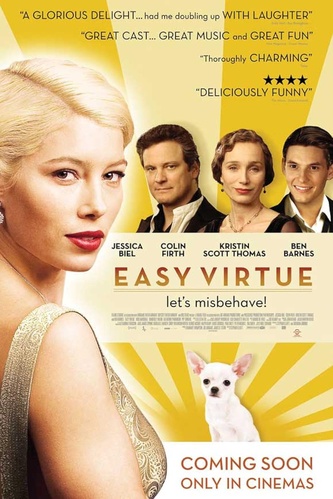 "A GLORIOUS DELIGHT...had me doubling up WITH LAUGHTER"
"GREAT CAST... GREAT MUSIC and GREAT FUN"
"Thoroughly CHARMING"
★★★★
"DELICIOUSLY FUNNY"
JESSICA BIEL
COLIN FIRTH
KRISTIN SCOTT THOMAS
BEN BARNES
EASY VIRTUE
let's misbehave!
COMING SOON
ONLY IN CINEMAS